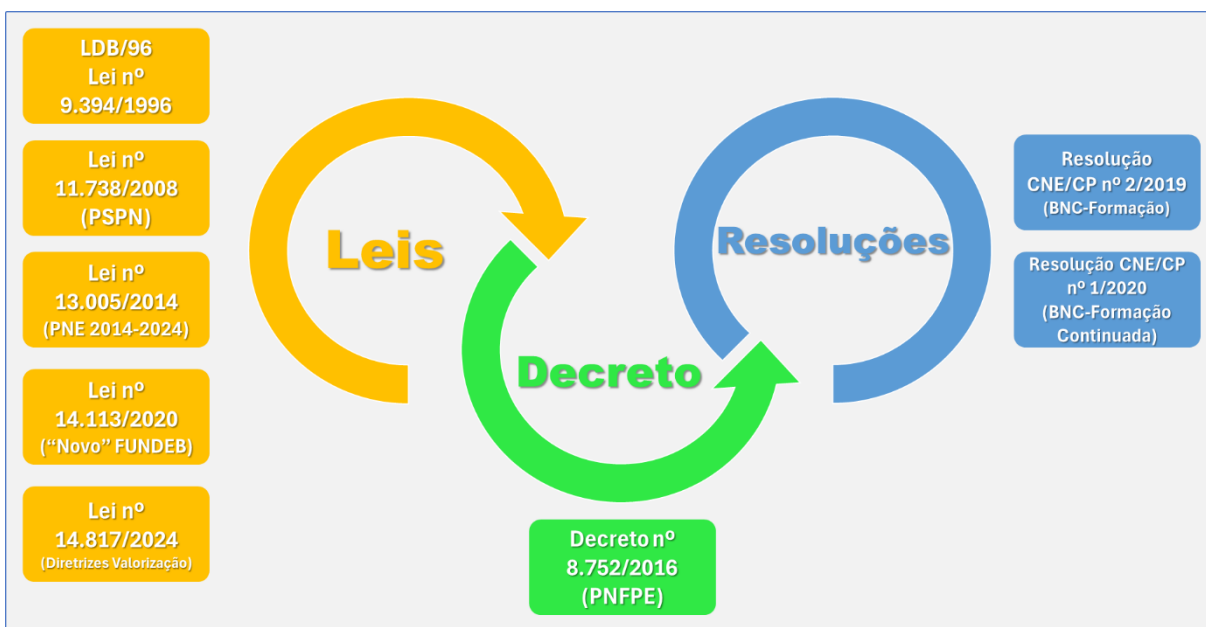 LDB/96
Lei nº
9.394/1996
Lei nº
11.738/2008
(PSPN)
Lei nº
13.005/2014
(PNE 2014-2024)
Lei nº
14.113/2020
(“Novo” FUNDEB)
Lei nº
14.817/2024
(Diretrizes Valorização)
Leis
Decreto
Decreto nº
8.752/2016
(PNFPE)
Resoluções
Resolução
CNE/CP nº 2/2019
(BNC-Formação)
Resolução CNE/CP
nº 1/2020
(BNC-Formação
Continuada)